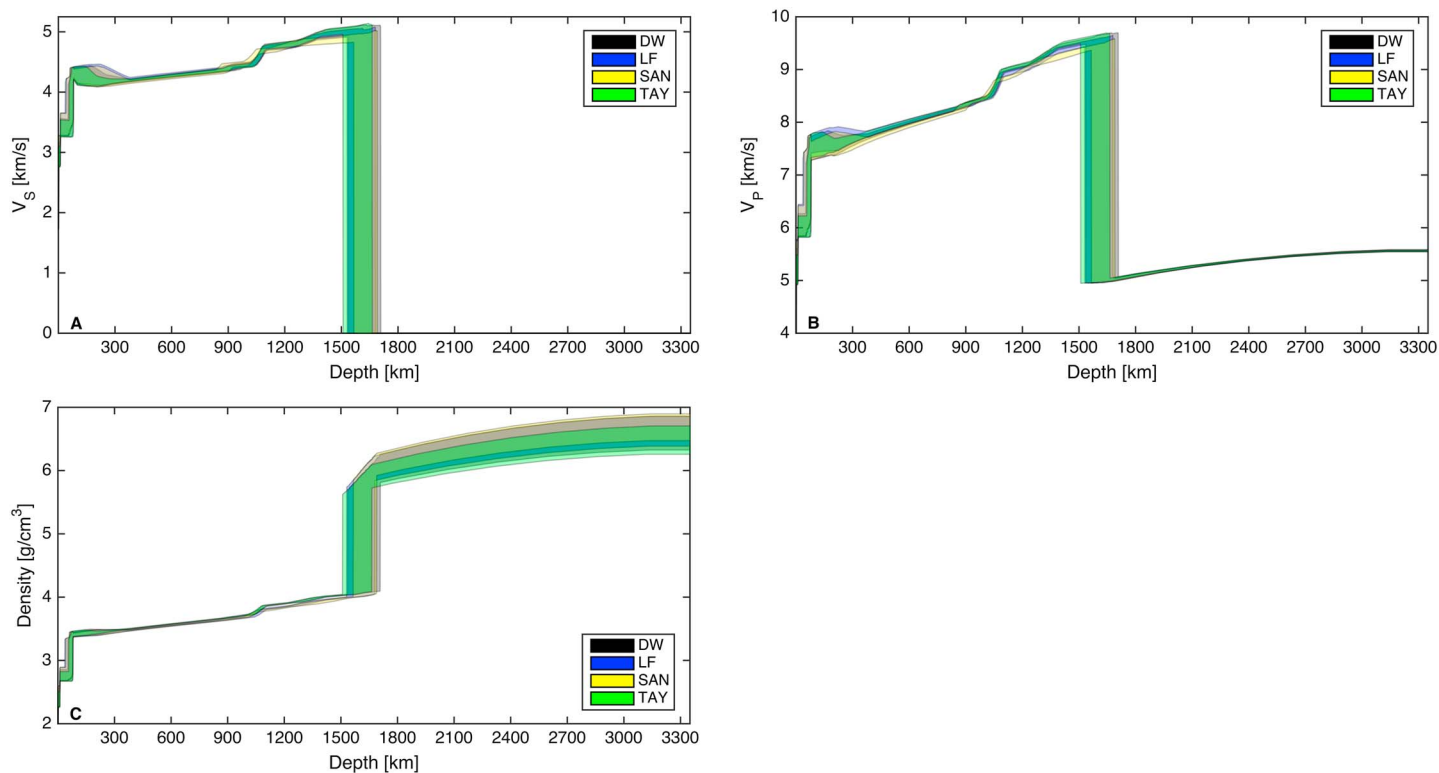 5
4
3
2
1
0
V_S [km/s]
DW
LF
SAN
TAY
A
300 600 900 1200 1500 1800 2100 2400 2700 3000 3300
Depth [km]
10
9
8
7
6
5
4
V_P [km/s]
DW
LF
SAN
TAY
B
300 600 900 1200 1500 1800 2100 2400 2700 3000 3300
Depth [km]
7
6
5
4
3
2
Density [g/cm³]
DW
LF
SAN
TAY
C
300 600 900 1200 1500 1800 2100 2400 2700 3000 3300
Depth [km]